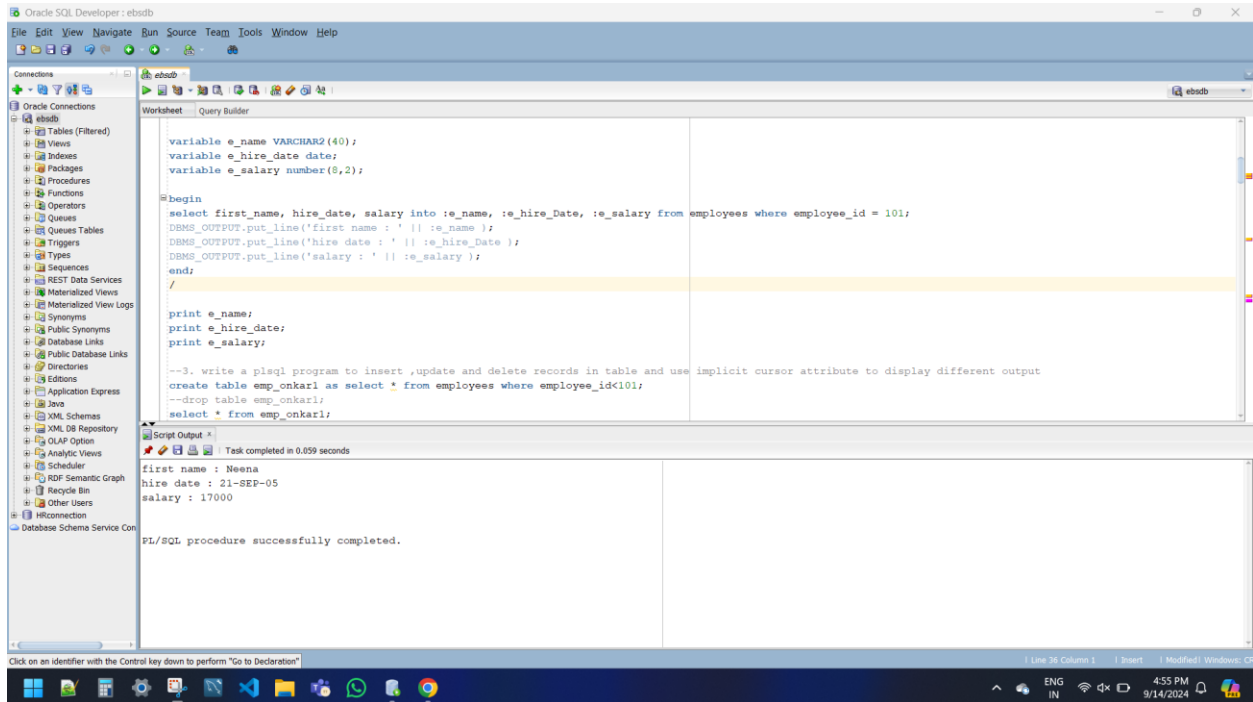 Oracle SQL Developer : ebsdb
File Edit View Navigate Run Source Team Tools Window Help
Connections
ebsdb
ebsdb
Worksheet Query Builder
Oracle Connections
ebsdb
Tables (Filtered)
Views
Indexes
Packages
Procedures
Functions
Operators
Queues
Queues Tables
Triggers
Types
Sequences
REST Data Services
Materialized Views
Materialized View Logs
Synonyms
Public Synonyms
Database Links
Public Database Links
Directories
Editions
Application Express
Java
XML Schemas
XML DB Repository
OLAP Option
Analytic Views
Scheduler
RDF Semantic Graph
Recycle Bin
Other Users
HRconnection
Database Schema Service Con
variable e_name VARCHAR2(40);
variable e_hire_date date;
variable e_salary number(8,2);
begin
select first_name, hire_date, salary into :e_name, :e_hire_Date, :e_salary from employees where employee_id = 101;
DBMS_OUTPUT.put_line('first name : ' || :e_name );
DBMS_OUTPUT.put_line('hire date : ' || :e_hire_Date );
DBMS_OUTPUT.put_line('salary : ' || :e_salary );
end;
/
print e_name;
print e_hire_date;
print e_salary;
--3. write a plsql program to insert ,update and delete records in table and use implicit cursor attribute to display different output
create table emp_onkar1 as select * from employees where employee_id<101;
--drop table emp_onkar1;
select * from emp_onkar1;
Script Output
Task completed in 0.059 seconds
first name : Neena
hire date : 21-SEP-05
salary : 17000
PL/SQL procedure successfully completed.
Click on an identifier with the Control key down to perform "Go to Declaration"
Line 36 Column 1 Insert Modified Windows: CR
ENG
IN
4:55 PM
9/14/2024